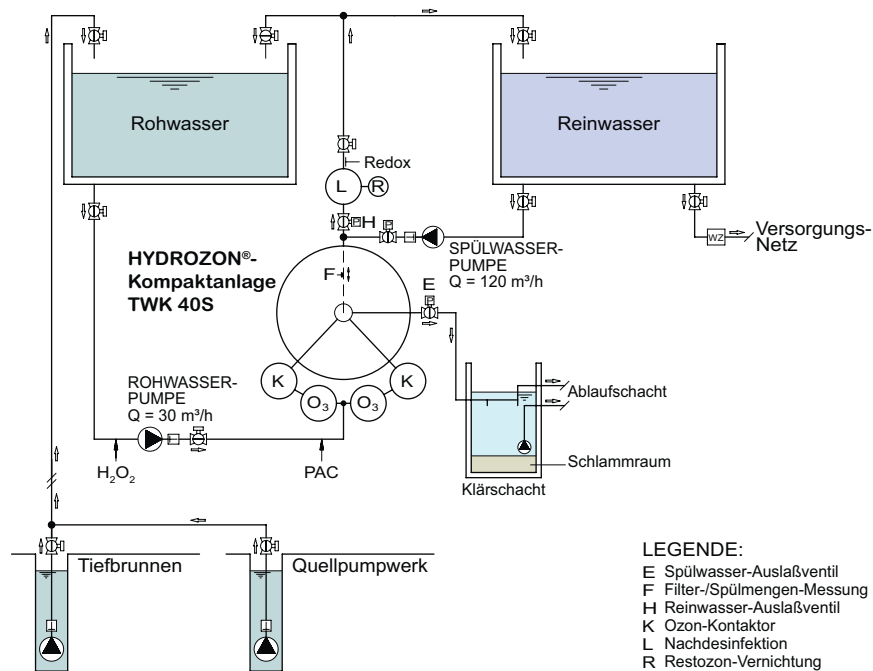 Rohwasser
Reinwasser
Redox
L
R
H
HYDROZON®-
Kompaktanlage
TWK 40S
F
E
SPÜLWASSER-
PUMPE
Q = 120 m³/h
WZ
Versorgungs-
Netz
K
K
O₃
O₃
ROHWASSER-
PUMPE
Q = 30 m³/h
H₂O₂
PAC
Ablaufschacht
Schlammraum
Klärschacht
Tiefbrunnen
Quellpumpwerk
LEGENDE:
E Spülwasser-Auslaßventil
F Filter-/Spülmengen-Messung
H Reinwasser-Auslaßventil
K Ozon-Kontaktor
L Nachdesinfektion
R Restozon-Vernichtung